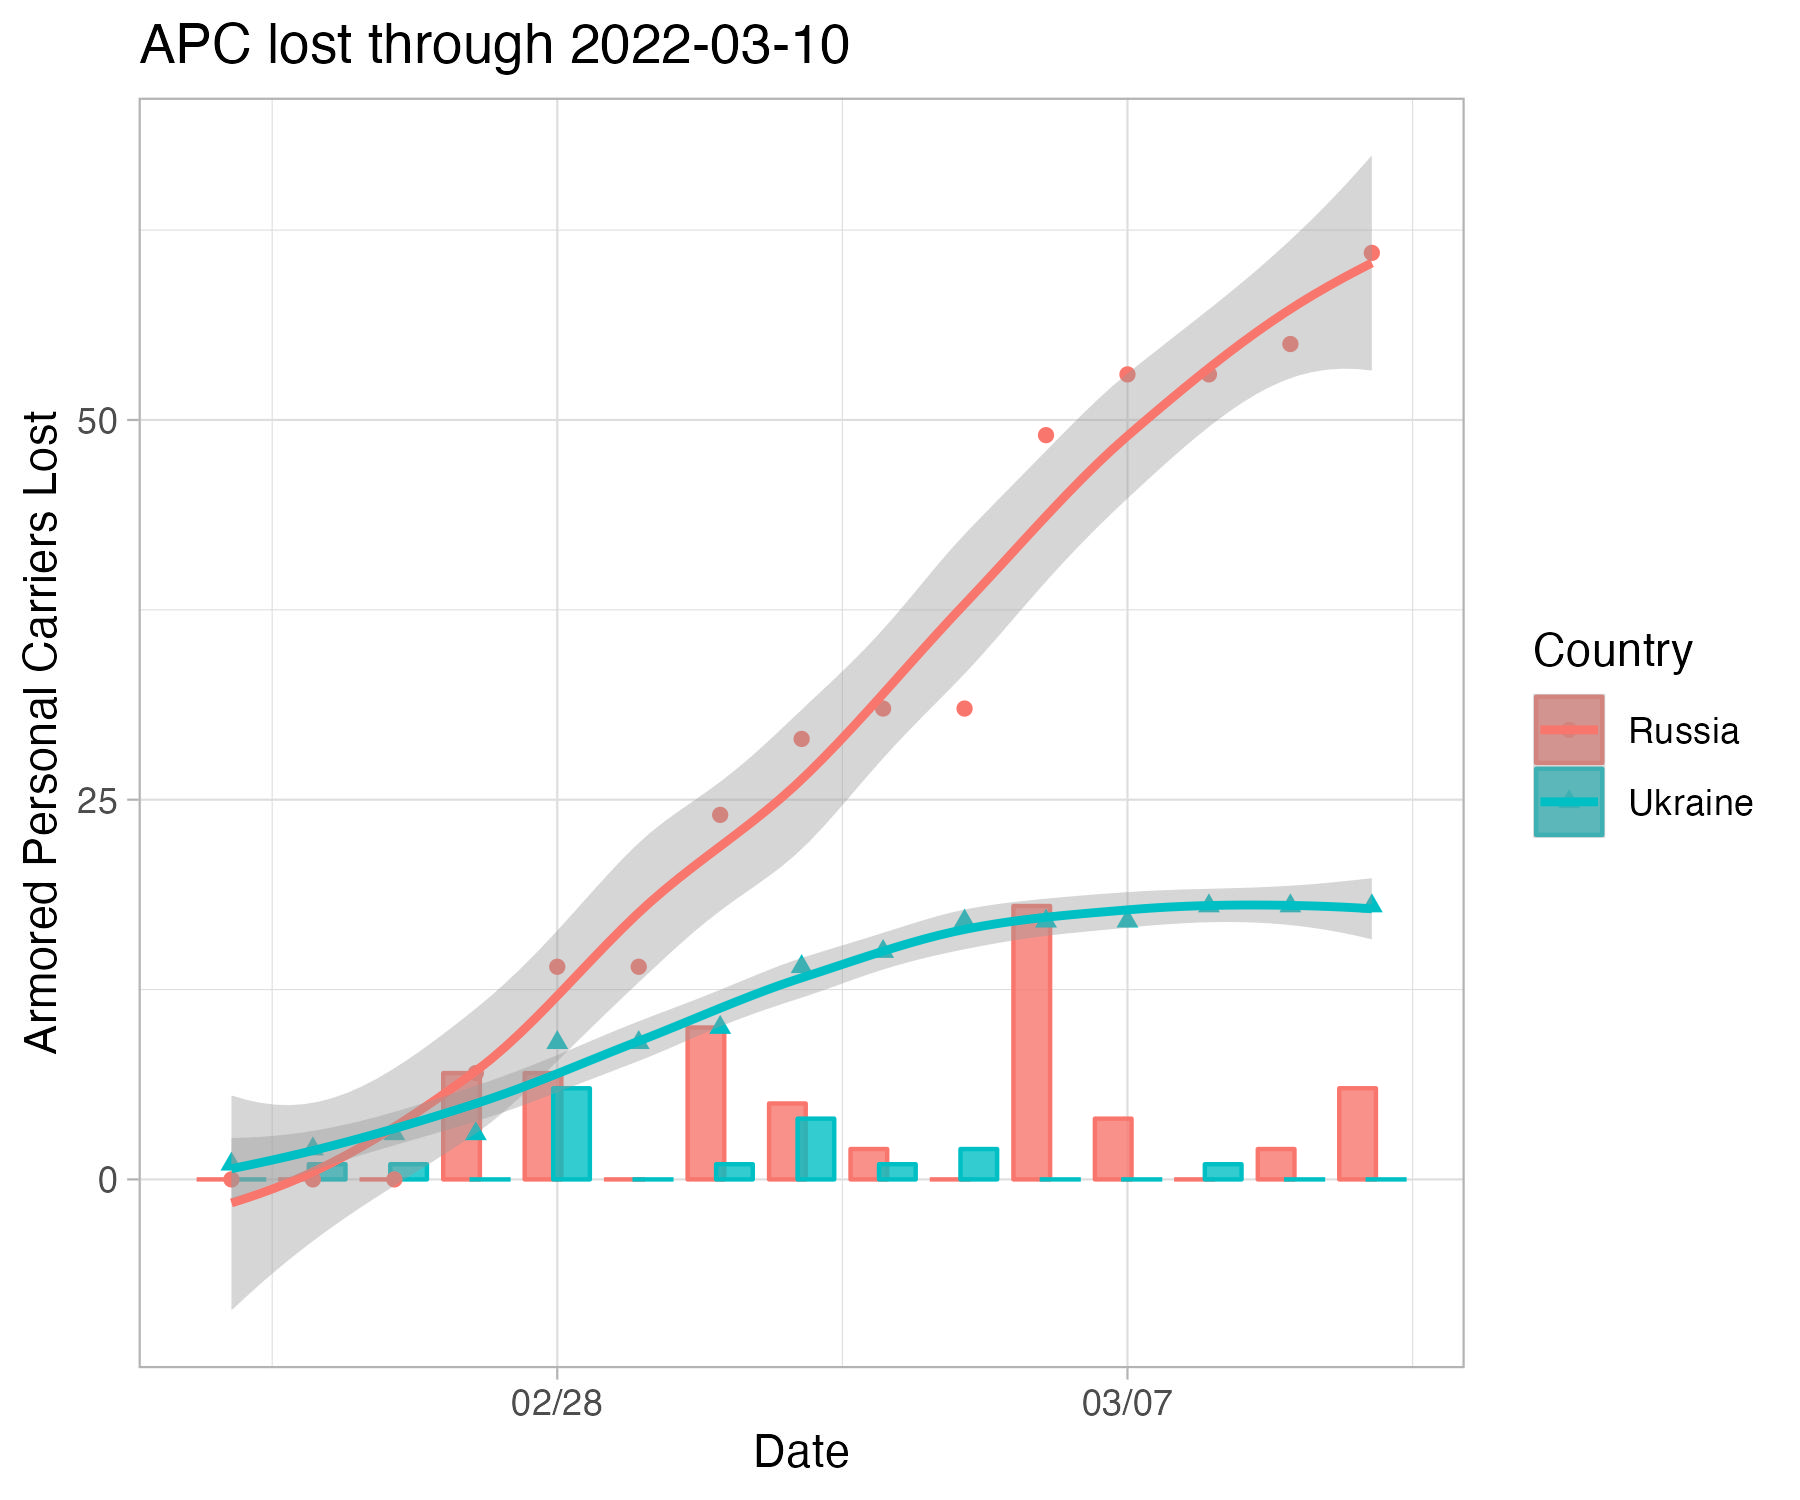 APC lost through 2022-03-10
Armored Personal Carriers Lost
50
25
0
02/28
03/07
Date
Country
Russia
Ukraine